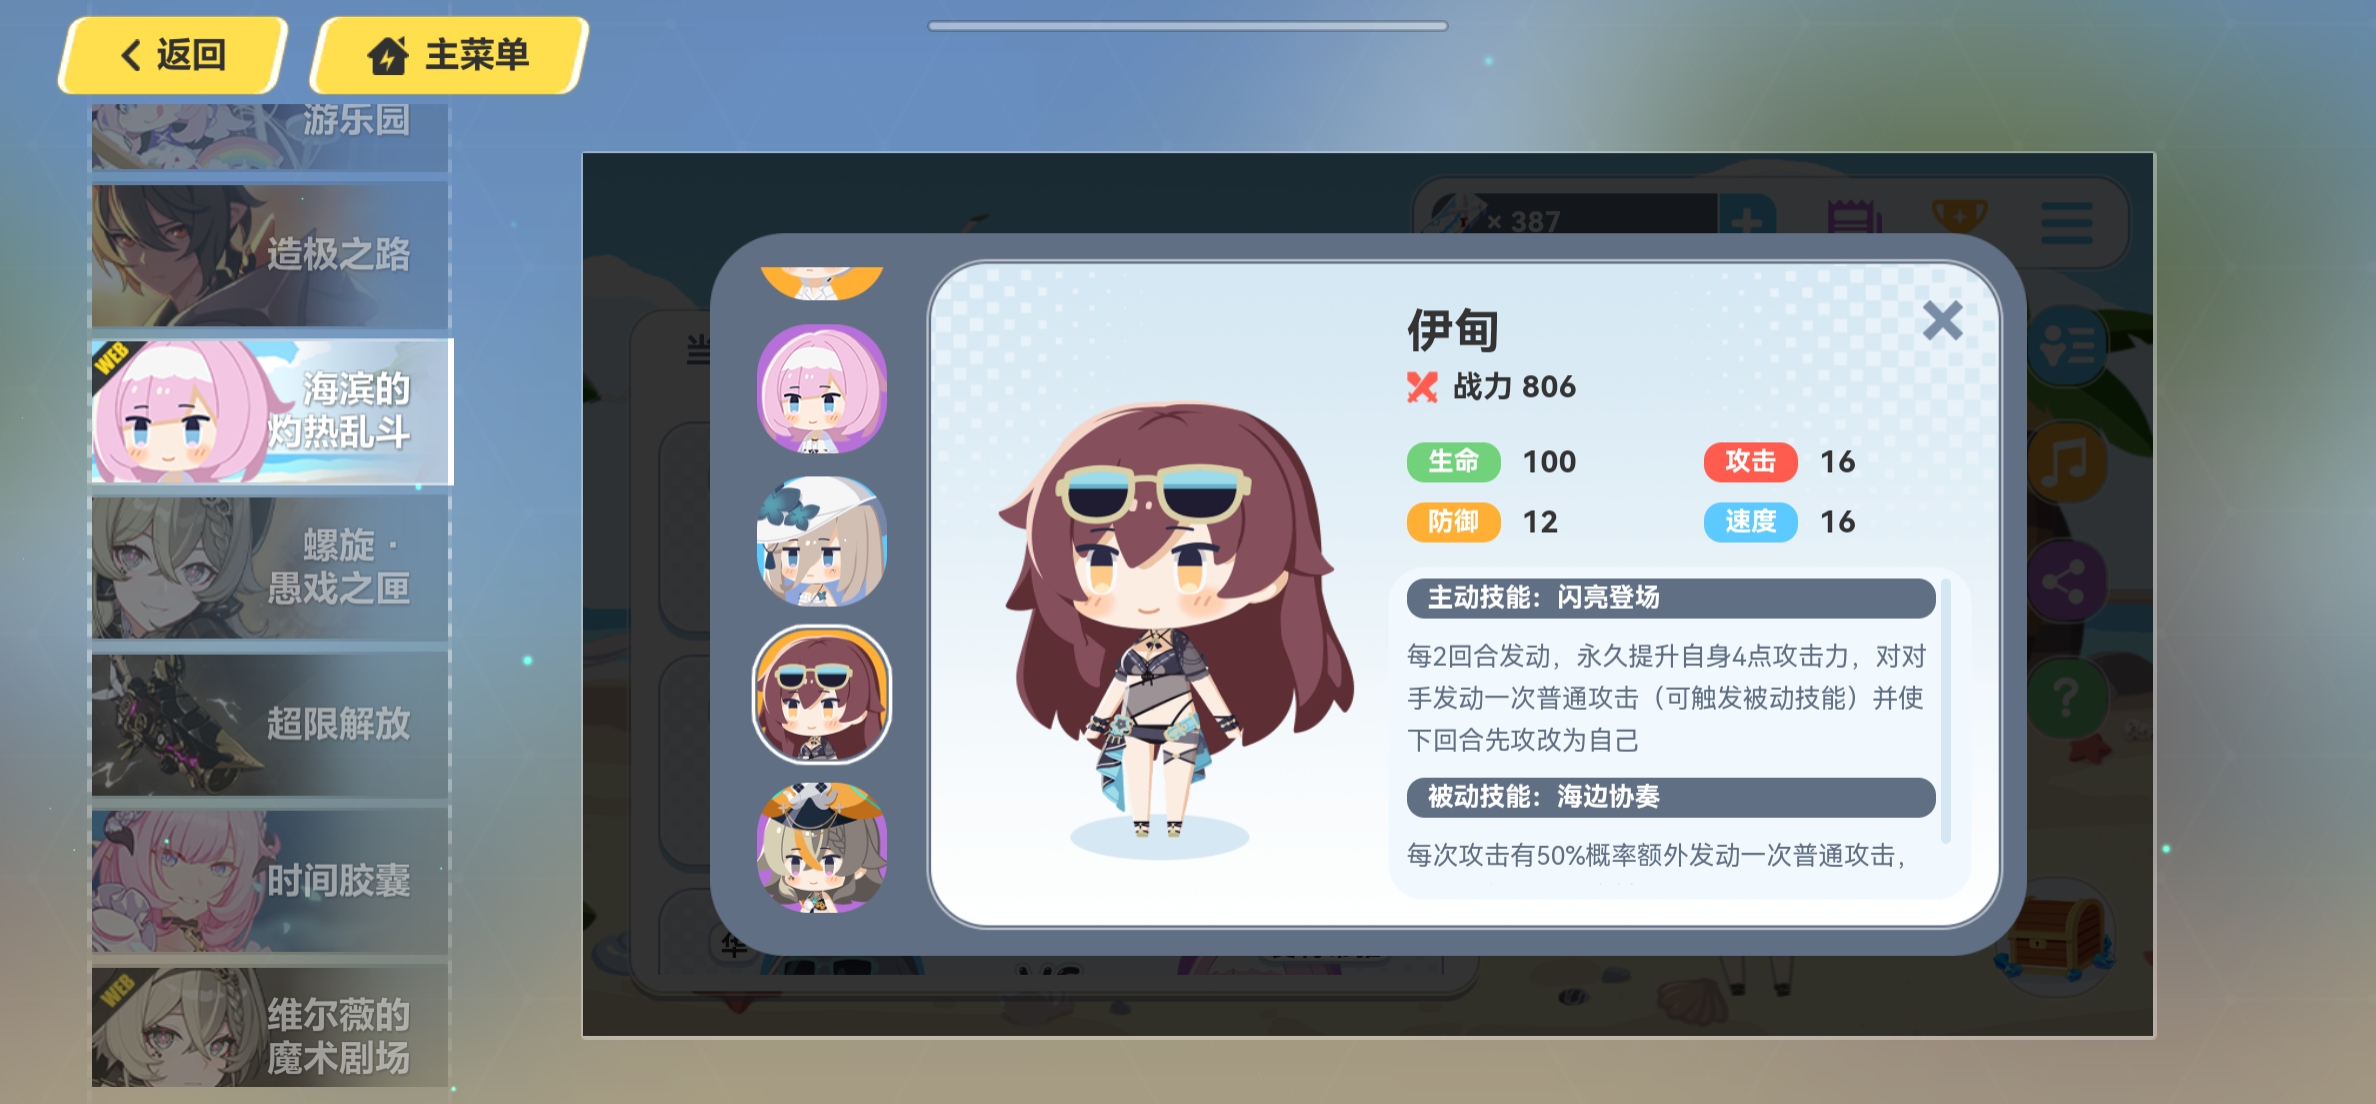 返回
主菜单
游乐园
造极之路
WEB
海滨的
灼热乱斗
螺旋·
愚戏之匣
超限解放
时间胶囊
WEB
维尔薇的
魔术剧场
× 387
当
伊甸
战力 806
生命 100
攻击 16
防御 12
速度 16
主动技能：闪亮登场
每2回合发动，永久提升自身4点攻击力，对对
手发动一次普通攻击（可触发被动技能）并使
下回合先攻改为自己
被动技能：海边协奏
每次攻击有50%概率额外发动一次普通攻击，
华
VS